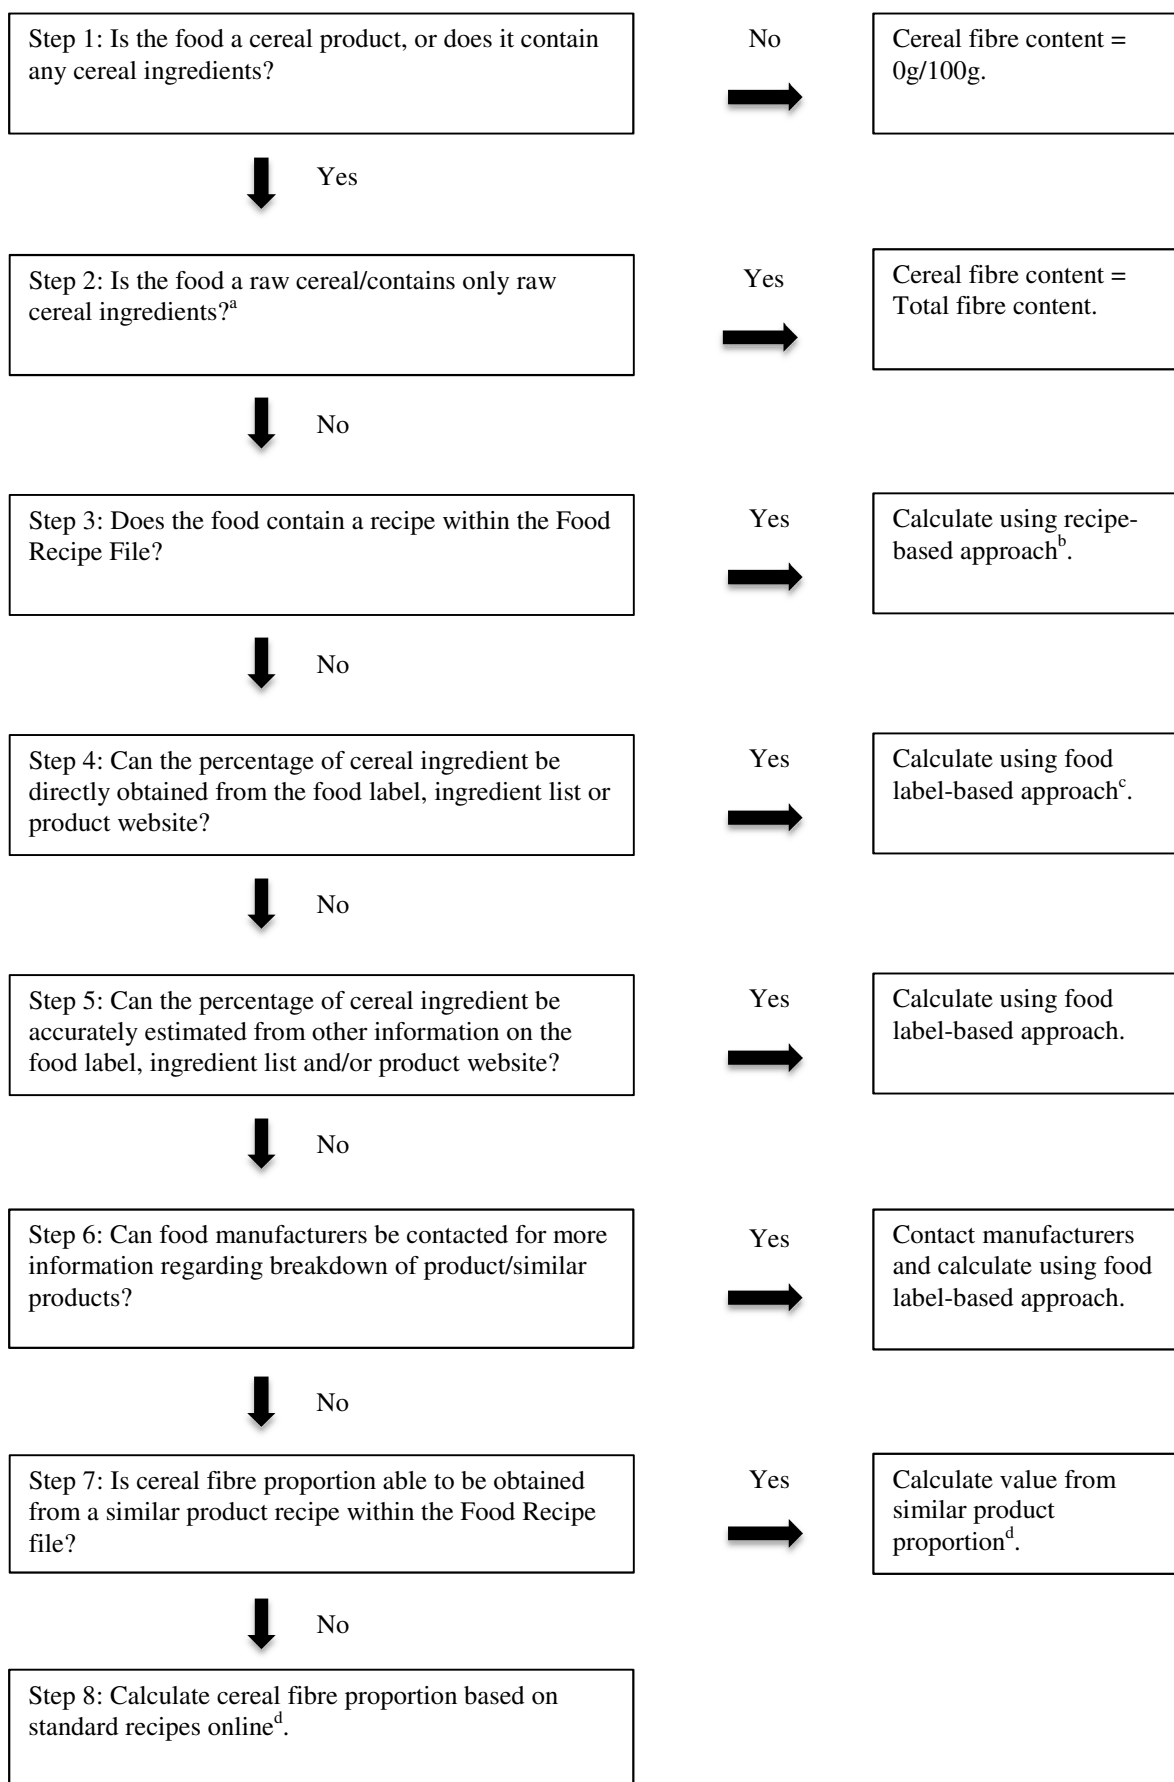 Step 1: Is the food a cereal product, or does it contain
any cereal ingredients?
No
Cereal fibre content =
0g/100g.
Yes
Step 2: Is the food a raw cereal/contains only raw
cereal ingredients?ᵃ
Yes
Cereal fibre content =
Total fibre content.
No
Step 3: Does the food contain a recipe within the Food
Recipe File?
Yes
Calculate using recipe-
based approachᵇ.
No
Step 4: Can the percentage of cereal ingredient be
directly obtained from the food label, ingredient list or
product website?
Yes
Calculate using food
label-based approachᶜ.
No
Step 5: Can the percentage of cereal ingredient be
accurately estimated from other information on the
food label, ingredient list and/or product website?
Yes
Calculate using food
label-based approach.
No
Step 6: Can food manufacturers be contacted for more
information regarding breakdown of product/similar
products?
Yes
Contact manufacturers
and calculate using food
label-based approach.
No
Step 7: Is cereal fibre proportion able to be obtained
from a similar product recipe within the Food Recipe
file?
Yes
Calculate value from
similar product
proportionᵈ.
No
Step 8: Calculate cereal fibre proportion based on
standard recipes onlineᵈ.